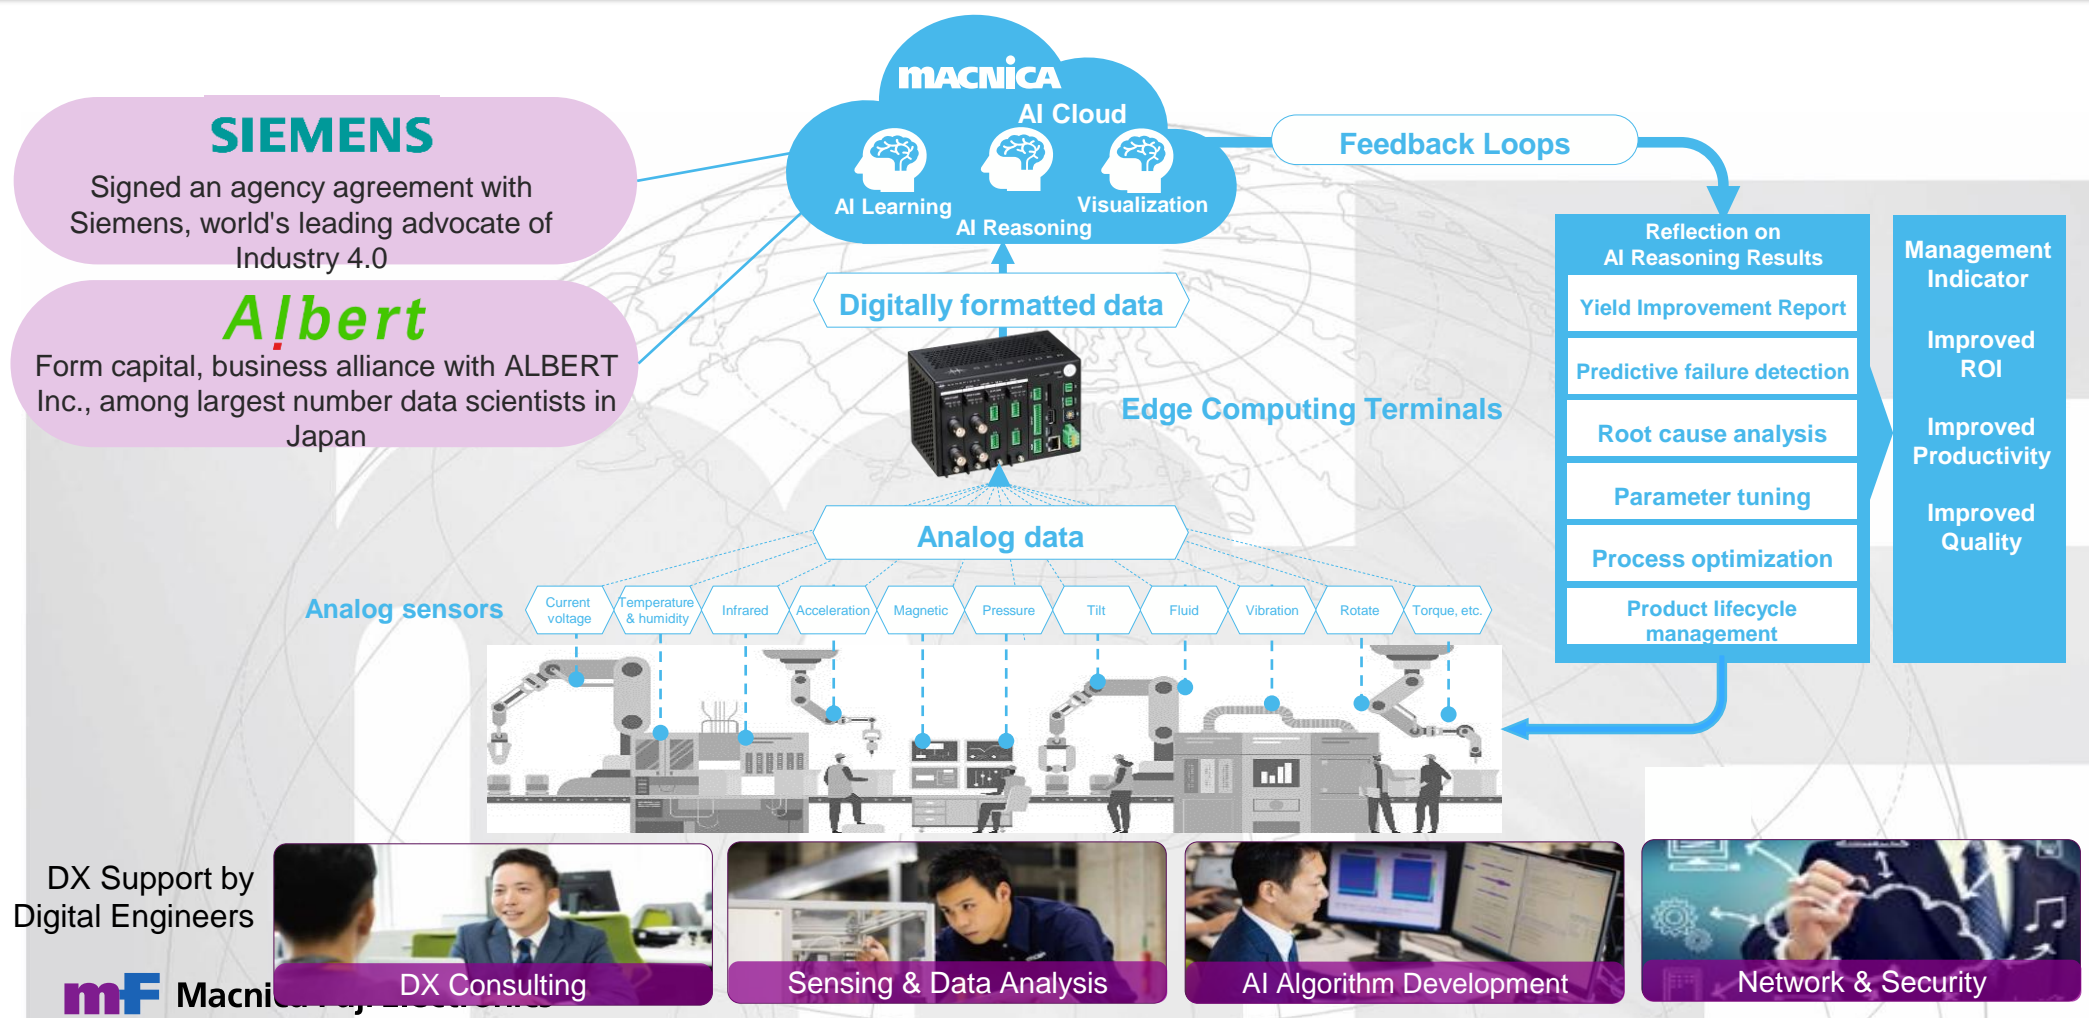 macnica
AI Cloud
AI Learning
AI Reasoning
Visualization
SIEMENS
Signed an agency agreement with
Siemens, world's leading advocate of
Industry 4.0
Albert
Form capital, business alliance with ALBERT
Inc., among largest number data scientists in
Japan
Feedback Loops
Digitally formatted data
Edge Computing Terminals
Analog data
Analog sensors
Current
voltage
Temperature
& humidity
Infrared
Acceleration
Magnetic
Pressure
Tilt
Fluid
Vibration
Rotate
Torque, etc.
Reflection on
AI Reasoning Results
Yield Improvement Report
Predictive failure detection
Root cause analysis
Parameter tuning
Process optimization
Product lifecycle
management
Management
Indicator
Improved
ROI
Improved
Productivity
Improved
Quality
DX Support by
Digital Engineers
DX Consulting
Sensing & Data Analysis
AI Algorithm Development
Network & Security
mF